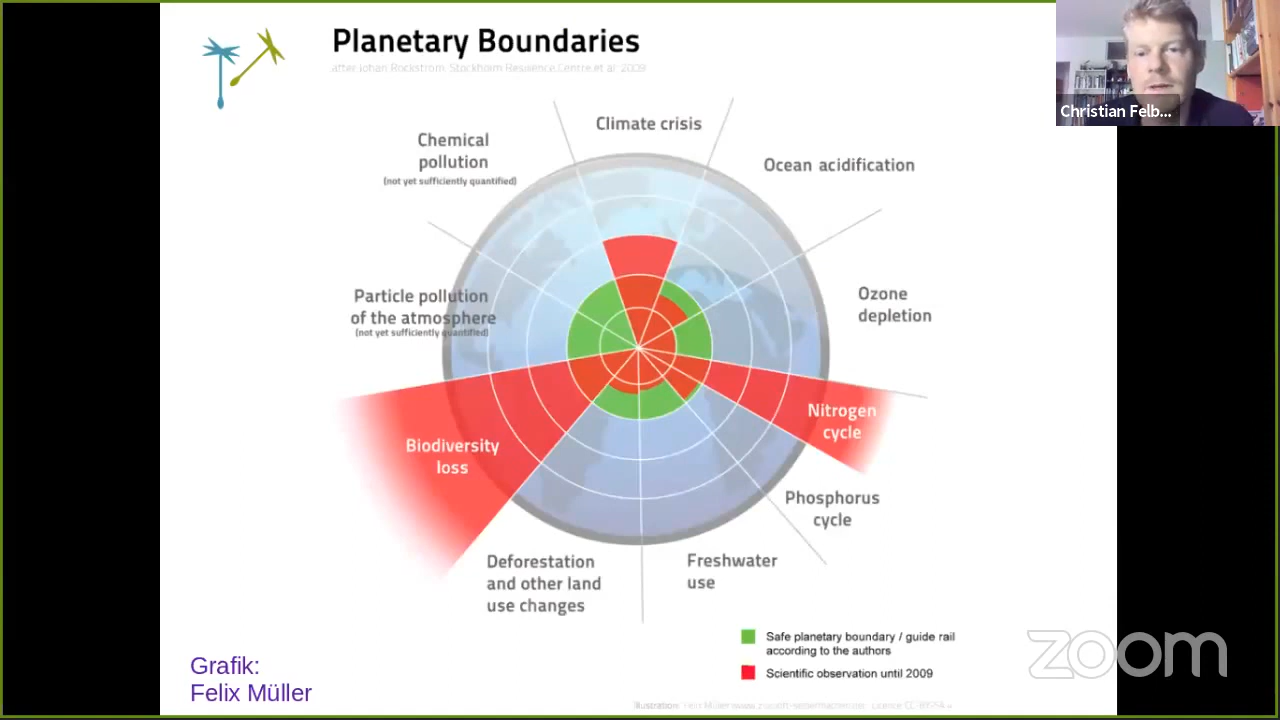 Planetary Boundaries
after Johan Rockström, Stockholm Resilience Centre et al. 2009
Christian Felb...
Climate crisis
Chemical
pollution
(not yet sufficiently quantified)
Ocean acidification
Particle pollution
of the atmosphere
(not yet sufficiently quantified)
Ozone
depletion
Nitrogen
cycle
Biodiversity
loss
Phosphorus
cycle
Deforestation
and other land
use changes
Freshwater
use
Safe planetary boundary / guide rail
according to the authors
Scientific observation until 2009
Grafik:
Felix Müller
zoom
Illustration: Felix Müller